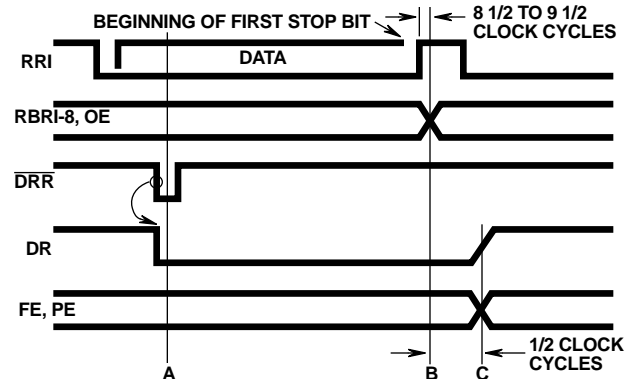 BEGINNING OF FIRST STOP BIT
8 1/2 TO 9 1/2
CLOCK CYCLES
RRI
DATA
RBRI-8, OE
DRR
DR
FE, PE
1/2 CLOCK
CYCLES
A
B
C